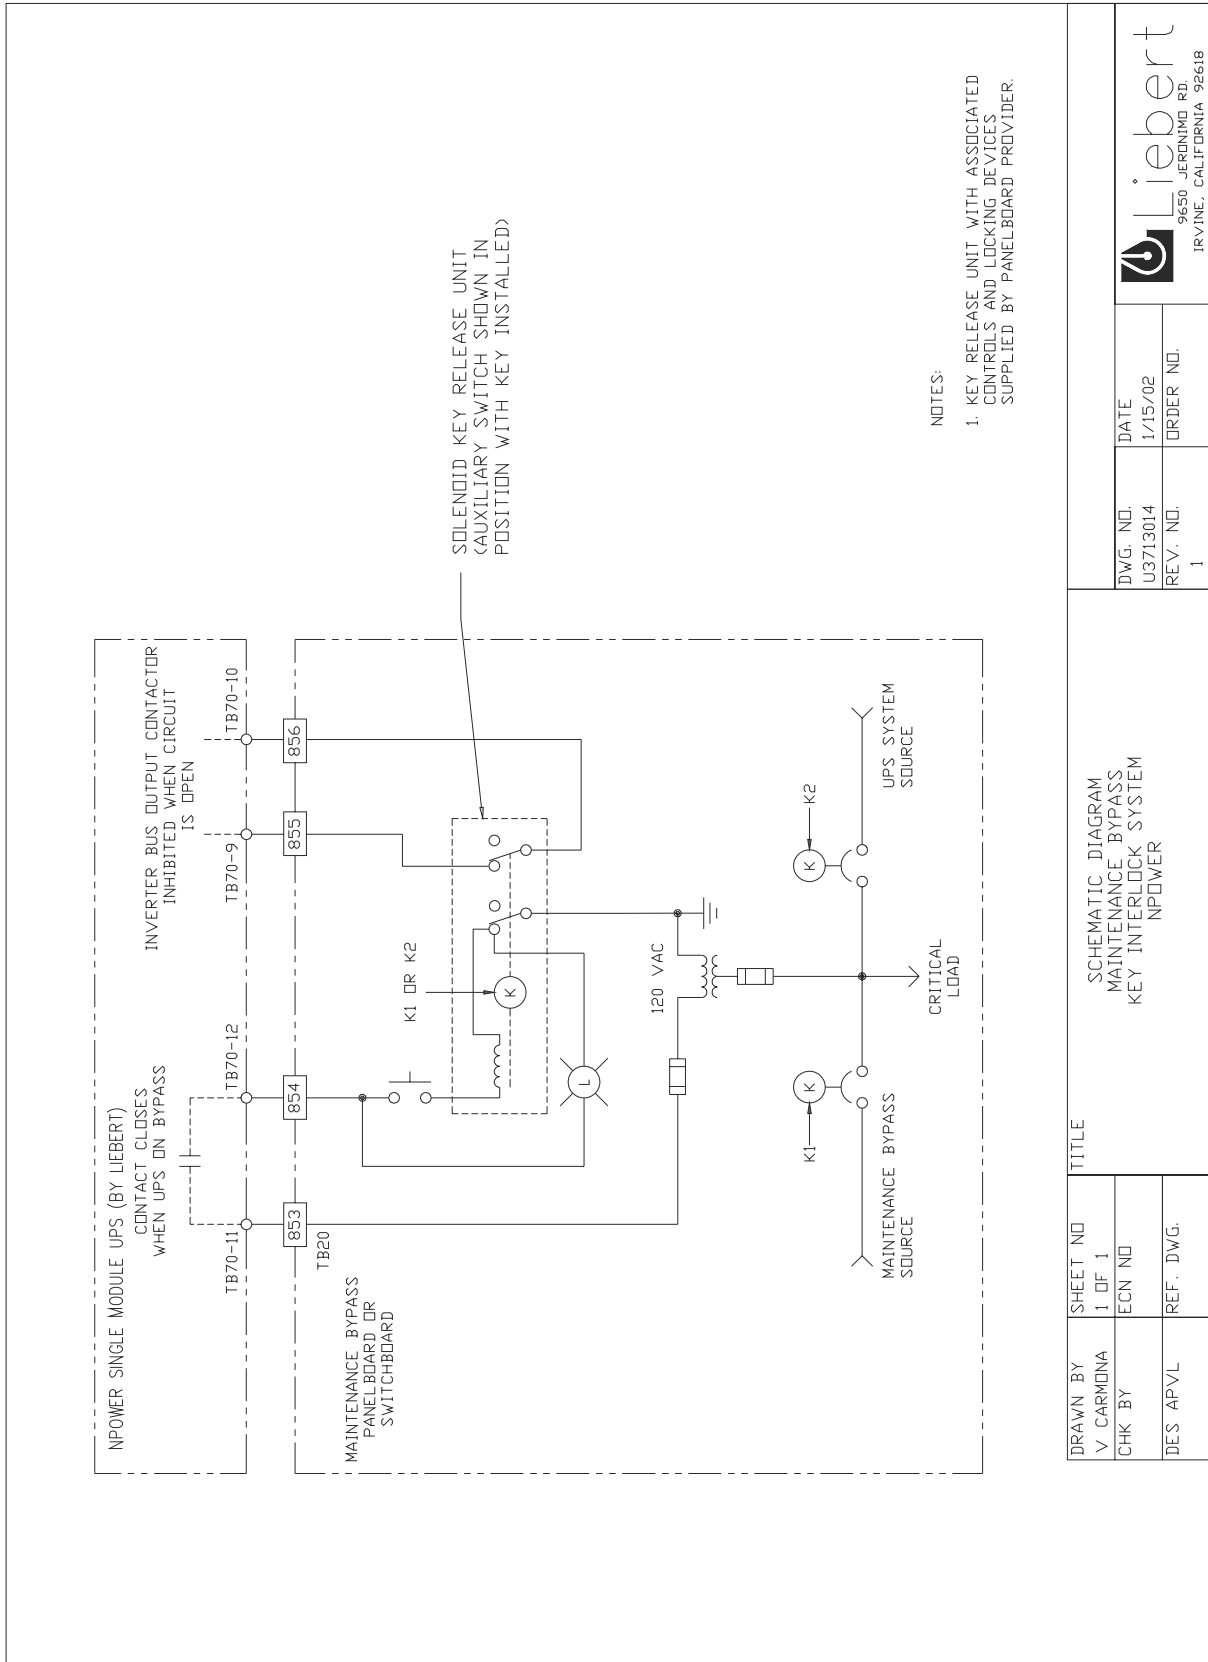 NPOWER SINGLE MODULE UPS (BY LIEBERT)
CONTACT CLOSES
WHEN UPS ON BYPASS
INVERTER BUS OUTPUT CONTACTOR
INHIBITED WHEN CIRCUIT
IS OPEN
TB70-11
TB70-12
TB70-9
TB70-10
853
854
855
856
TB20
MAINTENANCE BYPASS
PANELBOARD OR
SWITCHBOARD
K1 OR K2
K
L
SOLENOID KEY RELEASE UNIT
(AUXILIARY SWITCH SHOWN IN
POSITION WITH KEY INSTALLED)
120 VAC
K1
K
K
K2
MAINTENANCE BYPASS
SOURCE
CRITICAL
LOAD
UPS SYSTEM
SOURCE
NOTES:
1. KEY RELEASE UNIT WITH ASSOCIATED
CONTROLS AND LOCKING DEVICES
SUPPLIED BY PANELBOARD PROVIDER.
DRAWN BY
V CARMONA
CHK BY
DES APVL
SHEET NO
1 OF 1
ECN NO
REF. DWG.
TITLE
SCHEMATIC DIAGRAM
MAINTENANCE BYPASS
KEY INTERLOCK SYSTEM
NPOWER
DWG. NO.
U3713014
REV. NO.
1
DATE
1/15/02
ORDER NO.
Liebert
9650 JERONIMO RD.
IRVINE, CALIFORNIA 92618